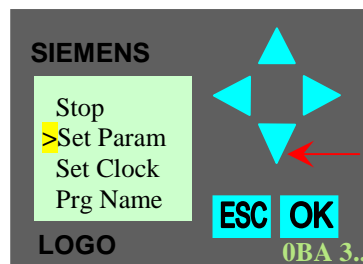 SIEMENS
Stop
>Set Param
Set Clock
Prg Name
ESC OK
LOGO
0BA 3.